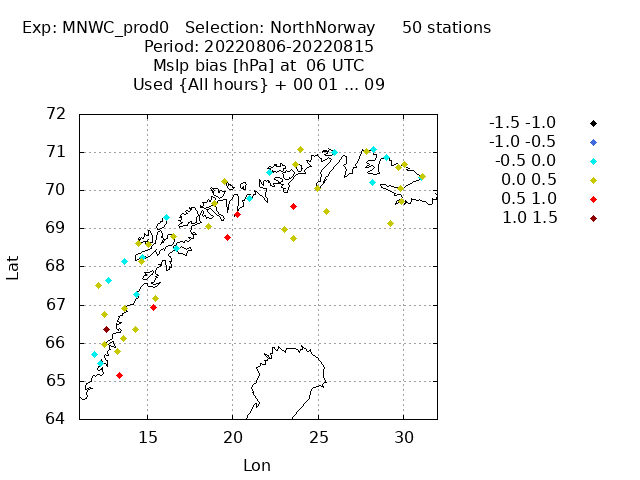 Exp: MNWC_prod0   Selection: NorthNorway     50 stations
Period: 20220806-20220815
Mslp bias [hPa] at  06 UTC
Used {All hours} + 00 01 ... 09
72
71
70
69
68
67
66
65
64
Lat
15 20 25 30
Lon
-1.5 -1.0
-1.0 -0.5
-0.5 0.0
0.0 0.5
0.5 1.0
1.0 1.5